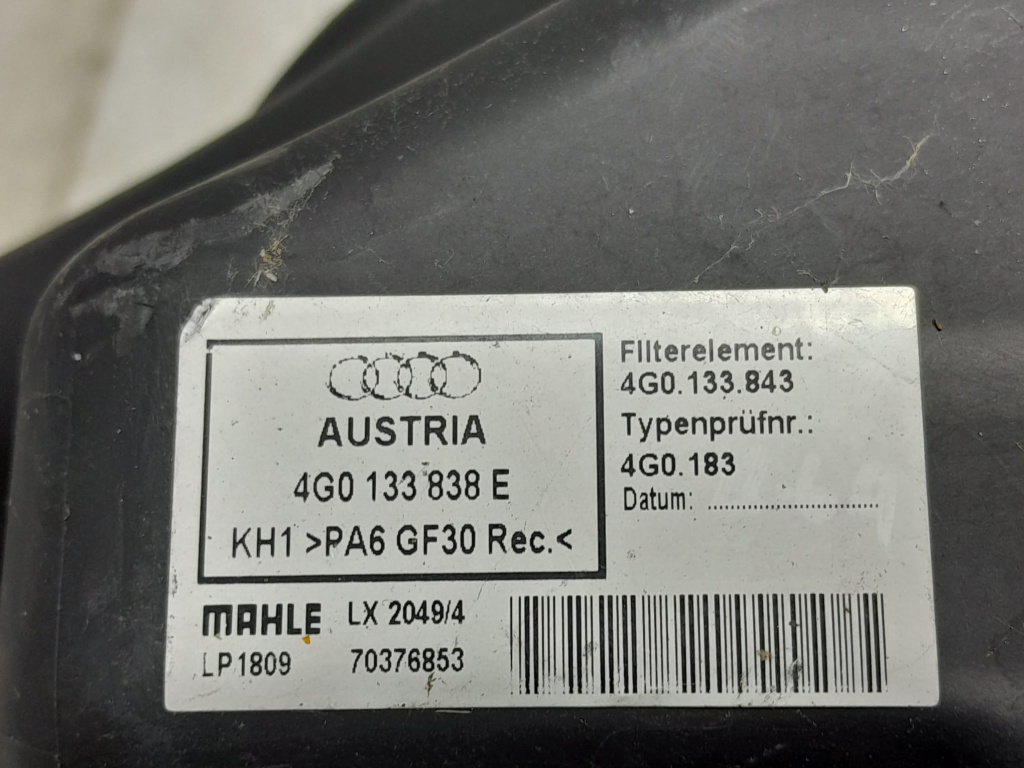 AUSTRIA
4G0 133 838 E
KH1 >PA6 GF30 Rec.<
Filterelement:
4G0.133.843
Typenprüfnr.:
4G0.183
Datum: ........................................
MAHLE LX 2049/4
LP1809 70376853